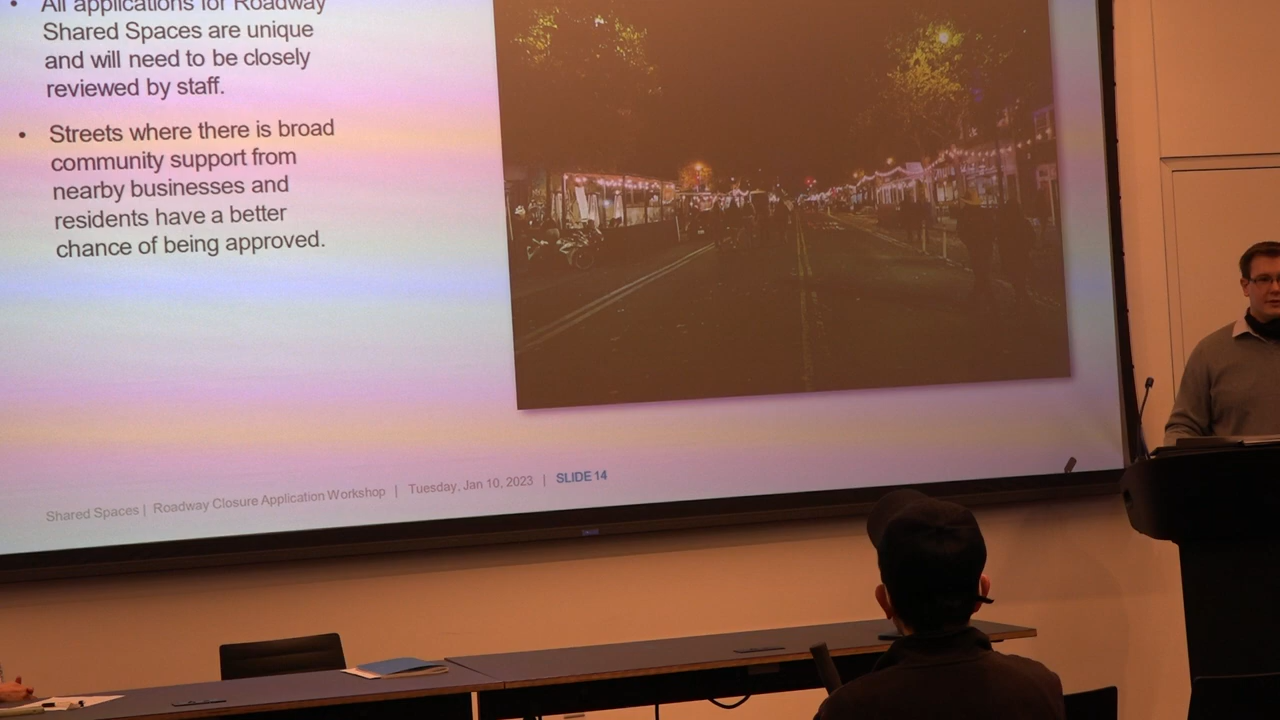 • All applications for Roadway
Shared Spaces are unique
and will need to be closely
reviewed by staff.
• Streets where there is broad
community support from
nearby businesses and
residents have a better
chance of being approved.
Shared Spaces | Roadway Closure Application Workshop | Tuesday, Jan 10, 2023 | SLIDE 14